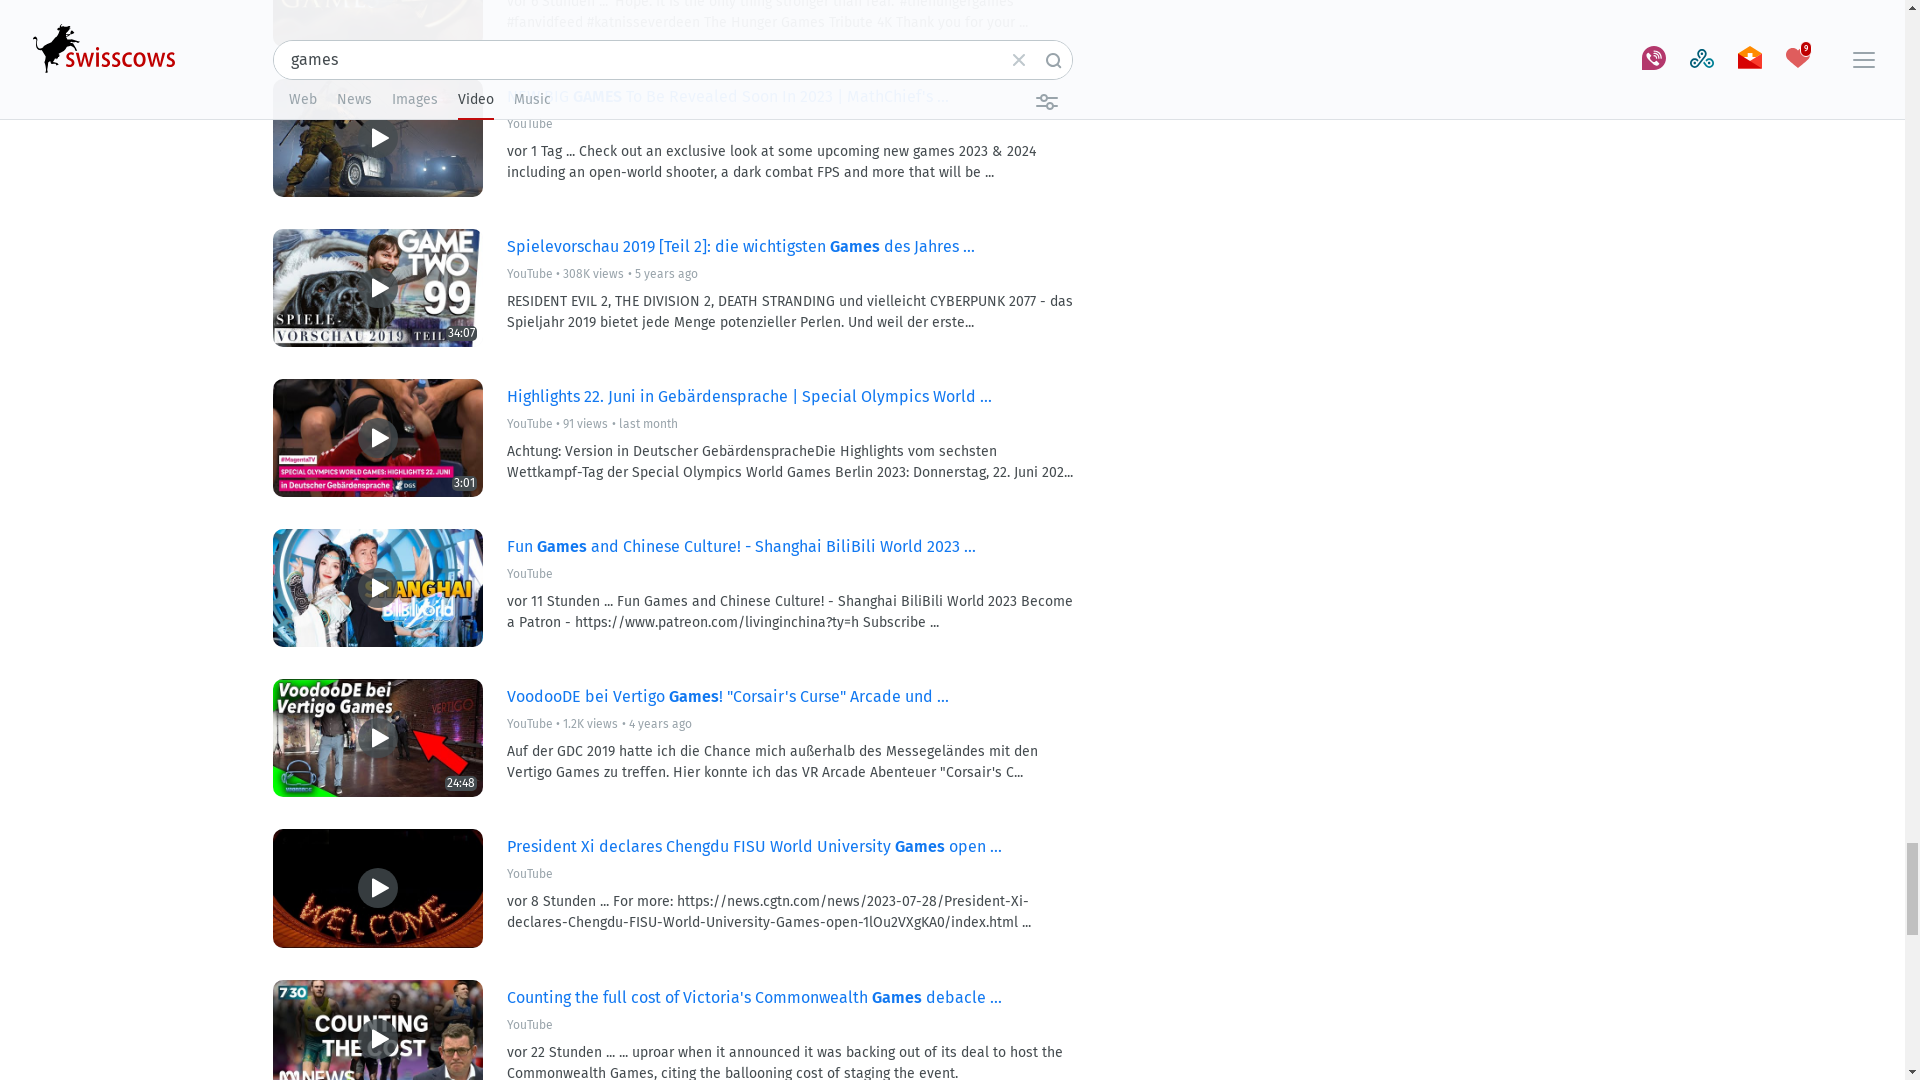 vor 6 Stunden ... "Hope. It is the only thing stronger than fear." #thehungergames
#fanvidfeed #katnisseverdeen The Hunger Games Tribute 4K Thank you for your ...
swisscows
games
9
Web News Images Video Music
BIG GAMES To Be Revealed Soon In 2023 | MathChief's ...
YouTube
vor 1 Tag ... Check out an exclusive look at some upcoming new games 2023 & 2024
including an open-world shooter, a dark combat FPS and more that will be ...
GAME
TWO
99
SPIELE-
VORSCHAU 2019 TEIL
34:07
Spielevorschau 2019 [Teil 2]: die wichtigsten Games des Jahres ...
YouTube • 308K views • 5 years ago
RESIDENT EVIL 2, THE DIVISION 2, DEATH STRANDING und vielleicht CYBERPUNK 2077 - das
Spieljahr 2019 bietet jede Menge potenzieller Perlen. Und weil der erste...
#MagentaTV
SPECIAL OLYMPICS WORLD GAMES: HIGHLIGHTS 22. JUNI
in Deutscher Gebärdensprache DGS
3:01
Highlights 22. Juni in Gebärdensprache | Special Olympics World ...
YouTube • 91 views • last month
Achtung: Version in Deutscher GebärdenspracheDie Highlights vom sechsten
Wettkampf-Tag der Special Olympics World Games Berlin 2023: Donnerstag, 22. Juni 202...
SHANGHAI
BiliBili World
Fun Games and Chinese Culture! - Shanghai BiliBili World 2023 ...
YouTube
vor 11 Stunden ... Fun Games and Chinese Culture! - Shanghai BiliBili World 2023 Become
a Patron - https://www.patreon.com/livinginchina?ty=h Subscribe ...
VoodooDE bei
Vertigo Games
VERTIGO
24:48
VoodooDE bei Vertigo Games! "Corsair's Curse" Arcade und ...
YouTube • 1.2K views • 4 years ago
Auf der GDC 2019 hatte ich die Chance mich außerhalb des Messegeländes mit den
Vertigo Games zu treffen. Hier konnte ich das VR Arcade Abenteuer "Corsair's C...
WELCOME
President Xi declares Chengdu FISU World University Games open ...
YouTube
vor 8 Stunden ... For more: https://news.cgtn.com/news/2023-07-28/President-Xi-
declares-Chengdu-FISU-World-University-Games-open-1lOu2VXgKA0/index.html ...
730
COUNTING
THE COST
NEWS
Counting the full cost of Victoria's Commonwealth Games debacle ...
YouTube
vor 22 Stunden ... ... uproar when it announced it was backing out of its deal to host the
Commonwealth Games, citing the ballooning cost of staging the event.